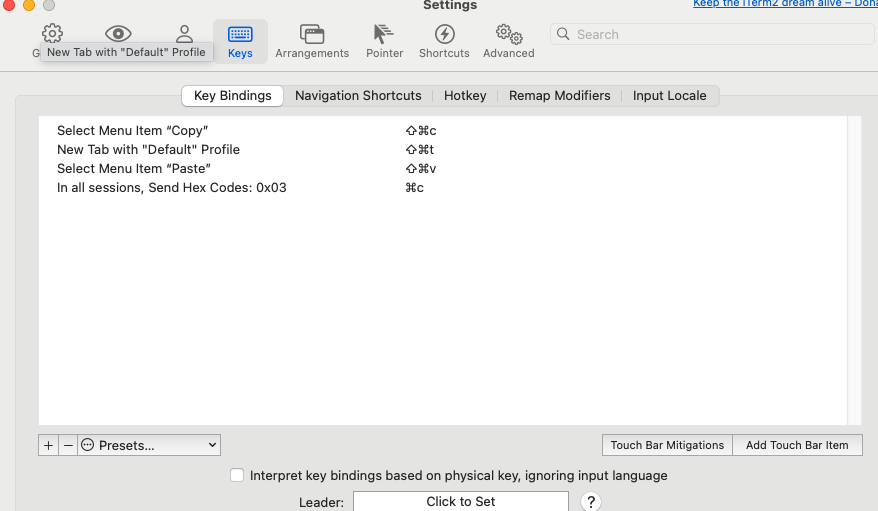 Settings
Keep the iTerm2 dream alive – Dona
G
New Tab with "Default" Profile
Keys
Arrangements
Pointer
Shortcuts
Advanced
Search
Key Bindings
Navigation Shortcuts
Hotkey
Remap Modifiers
Input Locale
Select Menu Item “Copy” ⇧⌘c
New Tab with "Default" Profile ⇧⌘t
Select Menu Item “Paste” ⇧⌘v
In all sessions, Send Hex Codes: 0x03 ⌘c
+ − Presets...
Touch Bar Mitigations
Add Touch Bar Item
Interpret key bindings based on physical key, ignoring input language
Leader: Click to Set ?